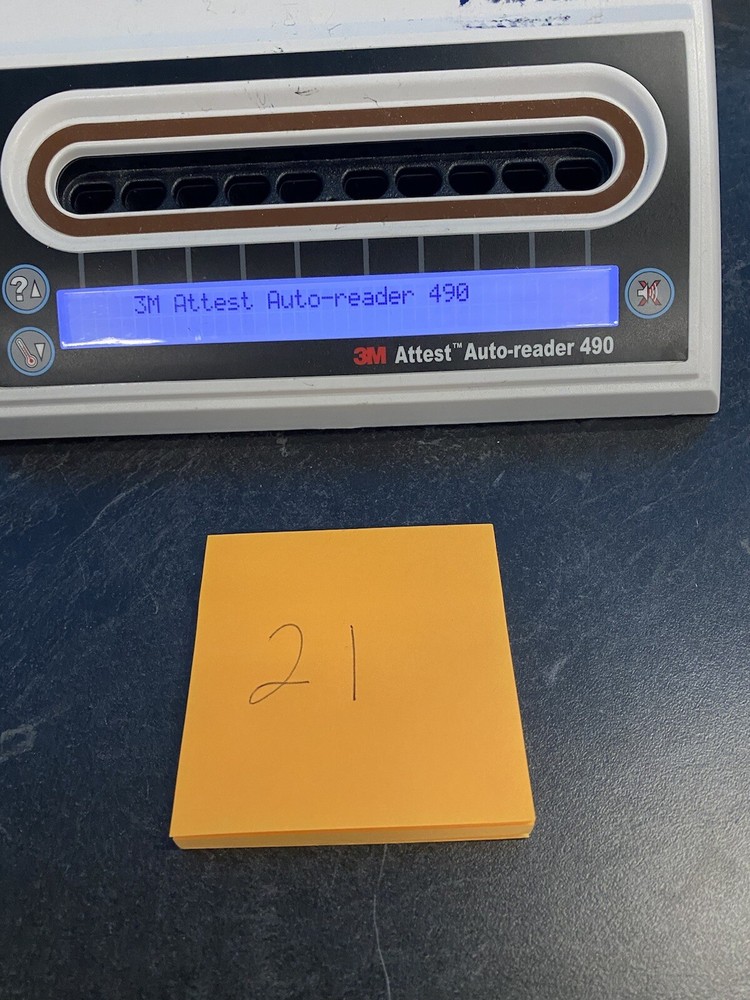 3M Attest Auto-reader 490
3M Attest™ Auto-reader 490
?
21